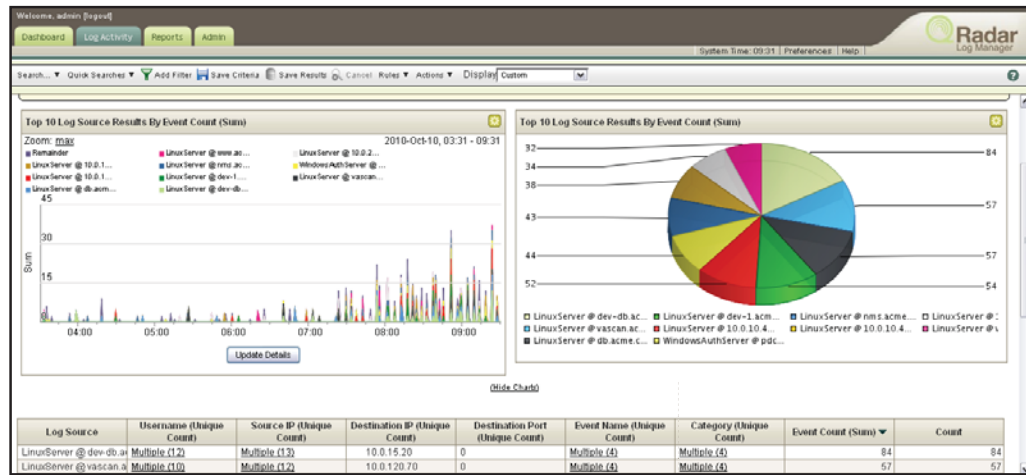 Welcome, admin [logout]
Dashboard Log Activity Reports Admin
Radar
Log Manager
System Time: 09:31 Preferences Help
Search... Quick Searches Add Filter Save Criteria Save Results Cancel Rules Actions Display Custom
Top 10 Log Source Results By Event Count (Sum)
Zoom: max 2010-Oct-10, 03:31 - 09:31
Remainder LinuxServer @ www.ac... LinuxServer @ 10.0.2...
LinuxServer @ 10.0.1... LinuxServer @ nms.ac... WindowsAuthServer @ ...
LinuxServer @ 10.0.1... LinuxServer @ dev-1... LinuxServer @ vascan...
LinuxServer @ db.acm... LinuxServer @ dev-db...
45
30
15
0
Sum
04:00 05:00 06:00 07:00 08:00 09:00
Update Details
Top 10 Log Source Results By Event Count (Sum)
32
34
38
43
44
52
84
57
57
54
LinuxServer @ dev-db.ac... LinuxServer @ dev-1.acm... LinuxServer @ nms.acme... LinuxServer @
LinuxServer @ vascan.ac... LinuxServer @ 10.0.10.4... LinuxServer @ 10.0.10.4... LinuxServer @
LinuxServer @ db.acme.c... WindowsAuthServer @ pdc...
(Hide Charts)
Log Source Username (Unique Count) Source IP (Unique Count) Destination IP (Unique Count) Destination Port (Unique Count) Event Name (Unique Count) Category (Unique Count) Event Count (Sum) Count
LinuxServer @ dev-db.a Multiple (12) Multiple (13) 10.0.15.20 0 Multiple (4) Multiple (4) 84 84
LinuxServer @ vascan.a Multiple (10) Multiple (12) 10.0.120.70 0 Multiple (4) Multiple (4) 57 57